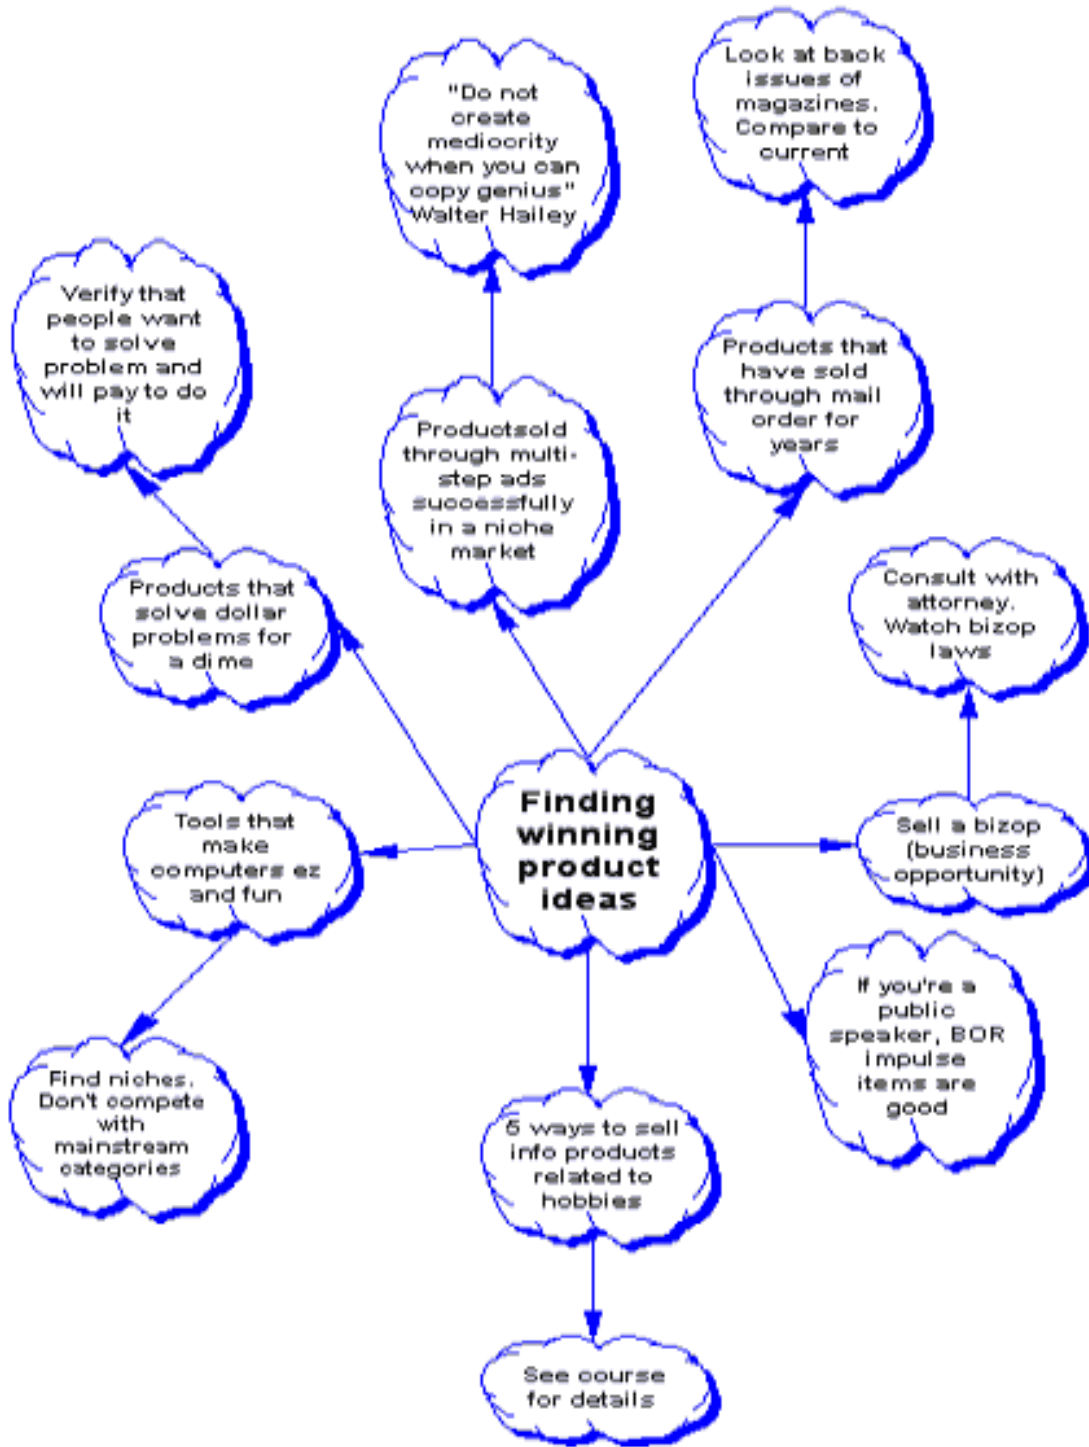 Look at back
issues of
magazines.
Compare to
current
"Do not
create
mediocrity
when you can
copy genius"
Walter Hailey
Verify that
people want
to solve
problem and
will pay to do
it
Products that
have sold
through mail
order for
years
Productsold
through multi-
step ads
successfully
in a niche
market
Products that
solve dollar
problems for
a dime
Consult with
attorney.
Watch bizop
laws
Finding
winning
product
ideas
Tools that
make
computers ez
and fun
Sell a bizop
(business
opportunity)
If you're a
public
speaker, BOR
impulse
items are
good
Find niches.
Don't compete
with
mainstream
categories
5 ways to sell
info products
related to
hobbies
See course
for details